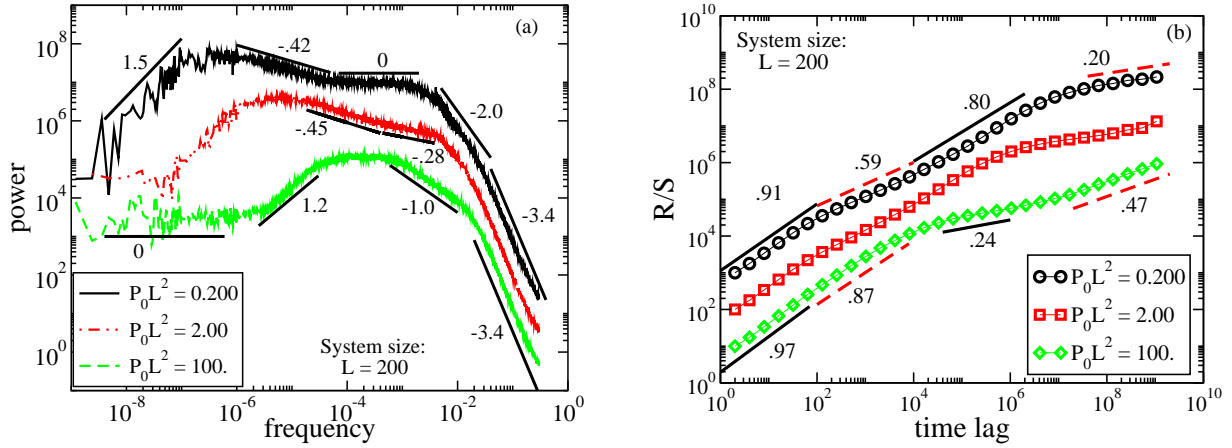 (a)
10^8
10^6
10^4
10^2
10^0
power
1.5
-.42
0
-2.0
-.45
-.28
-3.4
1.2
-1.0
0
-3.4
P_0L^2 = 0.200
P_0L^2 = 2.00
P_0L^2 = 100.
System size:
L = 200
10^-8
10^-6
10^-4
10^-2
10^0
frequency
(b)
System size:
L = 200
10^10
10^8
10^6
10^4
10^2
10^0
R/S
.20
.80
.59
.91
.47
.24
.87
.97
P_0L^2 = 0.200
P_0L^2 = 2.00
P_0L^2 = 100.
10^0
10^2
10^4
10^6
10^8
10^10
time lag